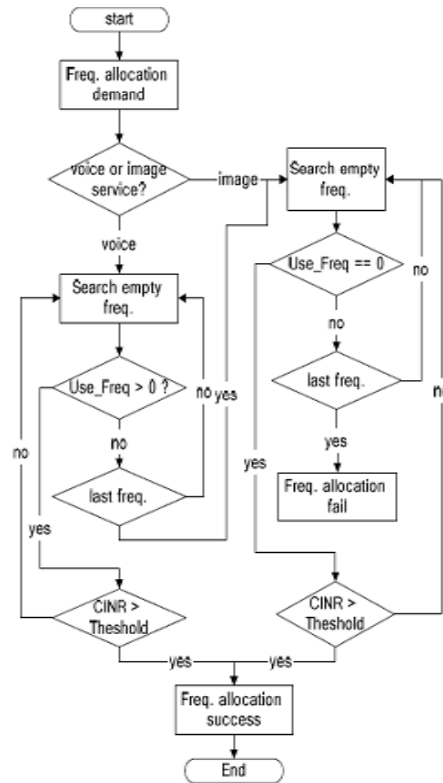 start
Freq. allocation
demand
voice or image
service?
image
voice
Search empty
freq.
Use_Freq > 0 ?
no
last freq.
no
yes
no
yes
CINR >
Theshold
yes
Search empty
freq.
Use_Freq == 0
no
no
last freq.
yes
Freq. allocation
fail
yes
no
CINR >
Theshold
yes
Freq. allocation
success
End